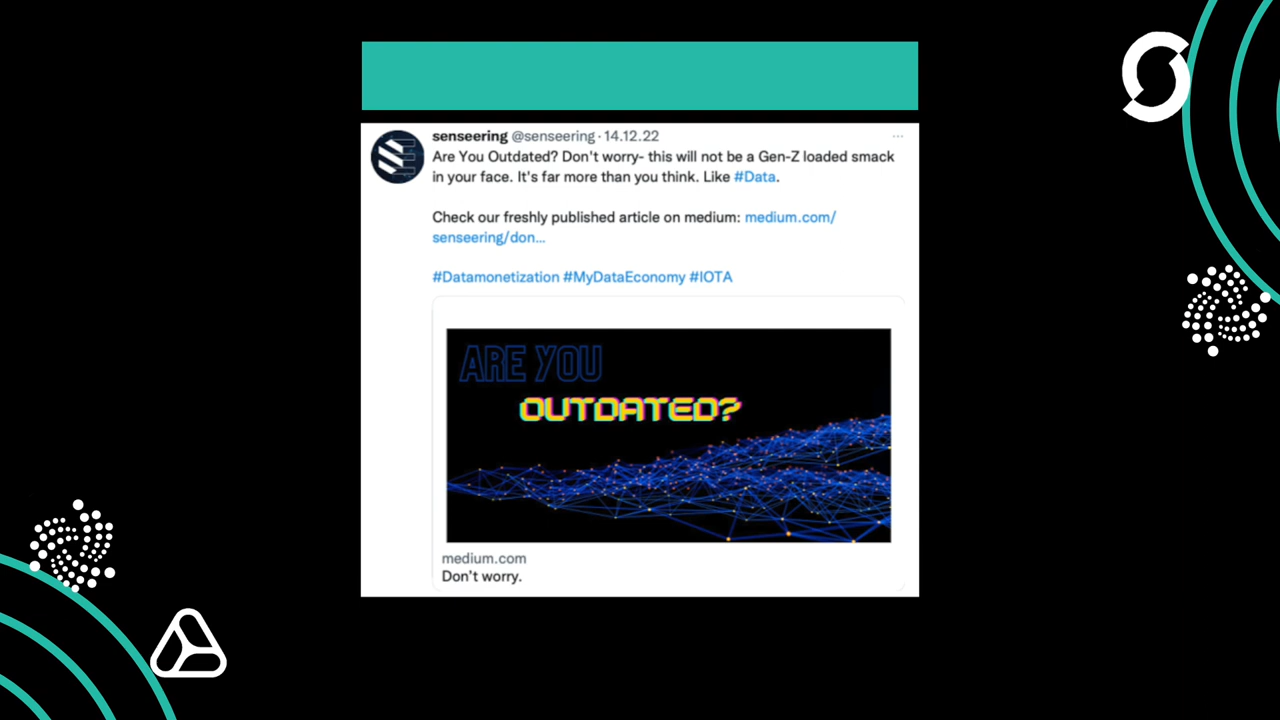 senseering @senseering · 14.12.22
Are You Outdated? Don't worry- this will not be a Gen-Z loaded smack
in your face. It's far more than you think. Like #Data.
Check our freshly published article on medium: medium.com/
senseering/don...
#Datamonetization #MyDataEconomy #IOTA
ARE YOU
OUTDATED?
medium.com
Don't worry.